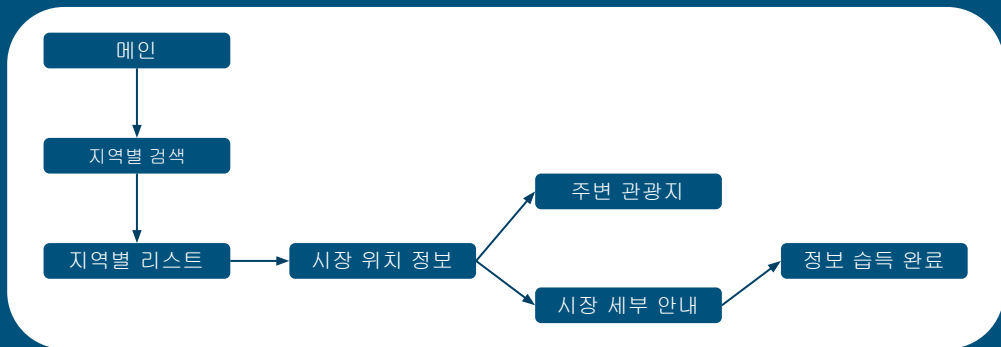 메인
지역별 검색
지역별 리스트
시장 위치 정보
주변 관광지
시장 세부 안내
정보 습득 완료